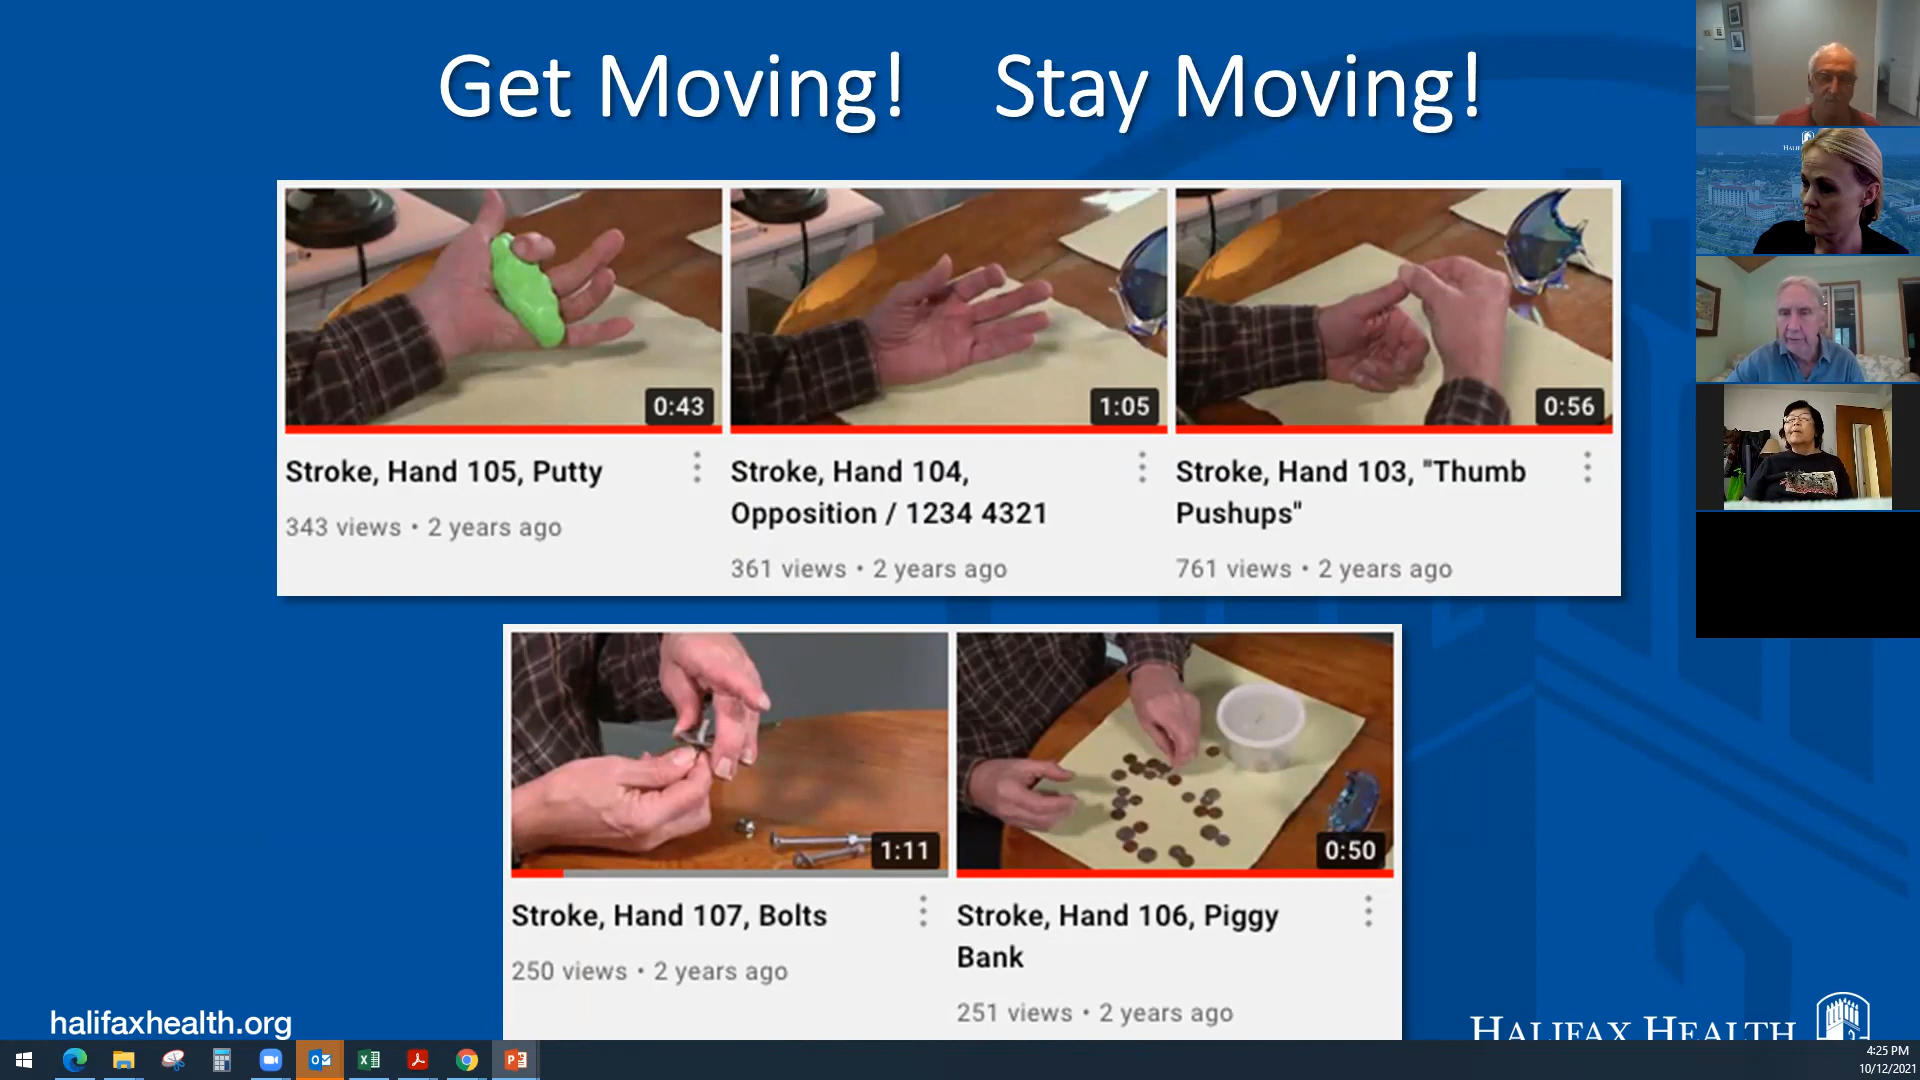 Get Moving! Stay Moving!
0:43
1:05
0:56
Stroke, Hand 105, Putty
343 views • 2 years ago
Stroke, Hand 104,
Opposition / 1234 4321
361 views • 2 years ago
Stroke, Hand 103, "Thumb
Pushups"
761 views • 2 years ago
1:11
0:50
Stroke, Hand 107, Bolts
250 views • 2 years ago
Stroke, Hand 106, Piggy
Bank
251 views • 2 years ago
halifaxhealth.org
HALIFAX HEALTH
4:25 PM
10/12/2021